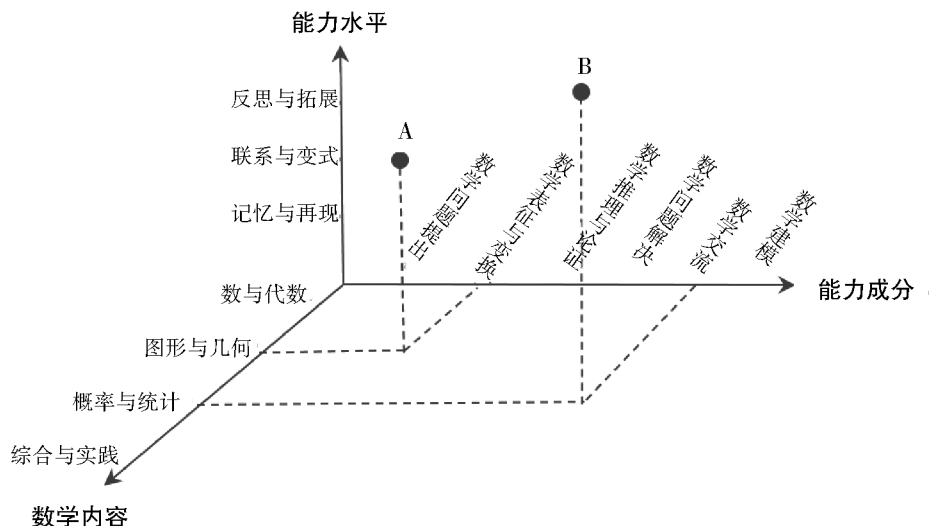 能力水平
B
反思与拓展
A
联系与变式
记忆与再现
数学问题提出
数学表征与变换
数学推理与论证
数学问题解决
数学交流
数学建模
能力成分
数与代数
图形与几何
概率与统计
综合与实践
数学内容